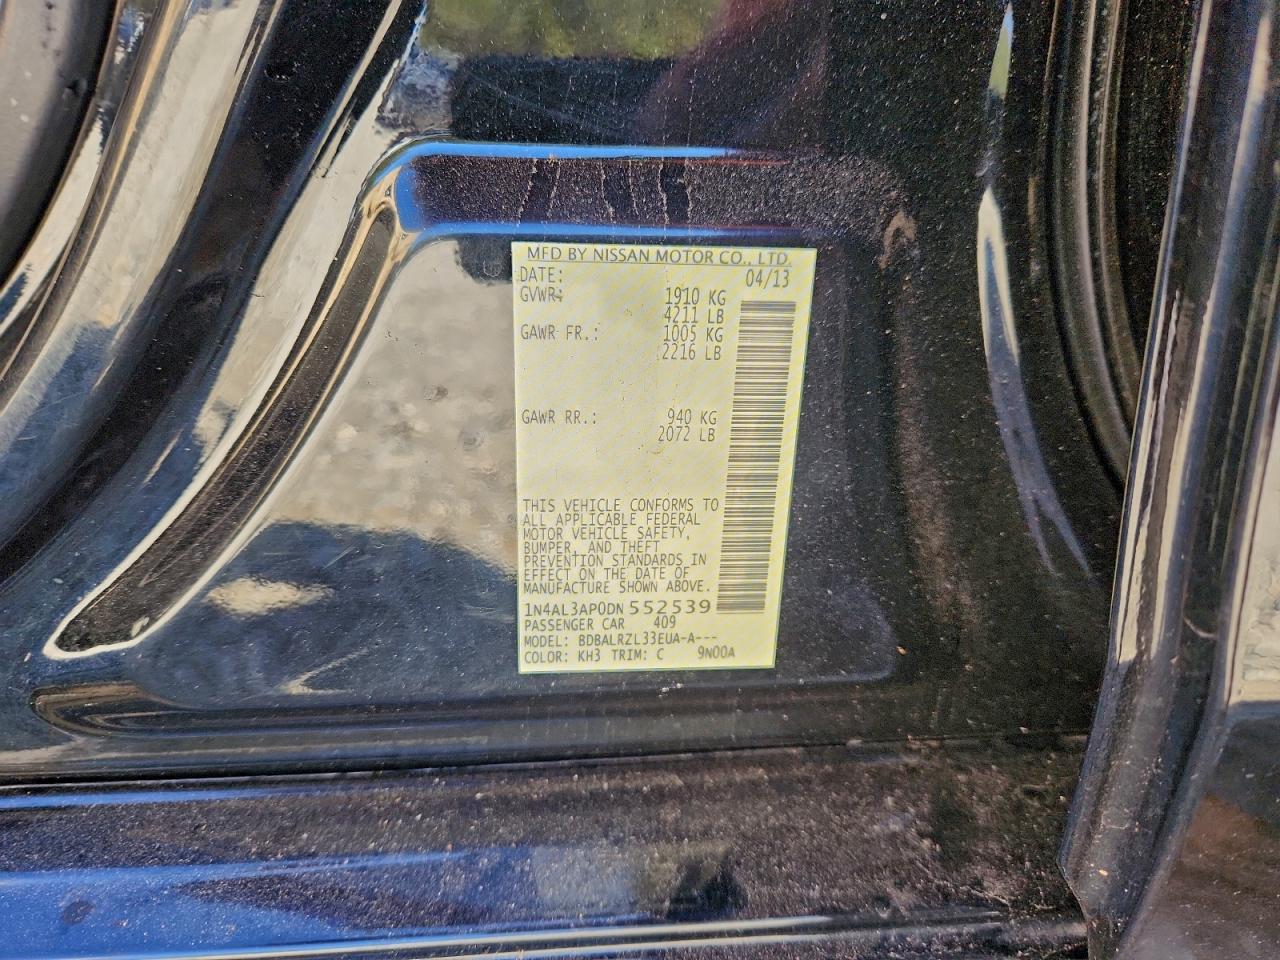 MFD BY NISSAN MOTOR CO., LTD.
DATE: 04/13
GVWR: 1910 KG
4211 LB
GAWR FR.: 1005 KG
2216 LB
GAWR RR.: 940 KG
2072 LB
THIS VEHICLE CONFORMS TO
ALL APPLICABLE FEDERAL
MOTOR VEHICLE SAFETY,
BUMPER, AND THEFT
PREVENTION STANDARDS IN
EFFECT ON THE DATE OF
MANUFACTURE SHOWN ABOVE.
1N4AL3AP0DN 552539
PASSENGER CAR 409
MODEL: BDBALRZL33EUA-A---
COLOR: KH3 TRIM: C 9N00A